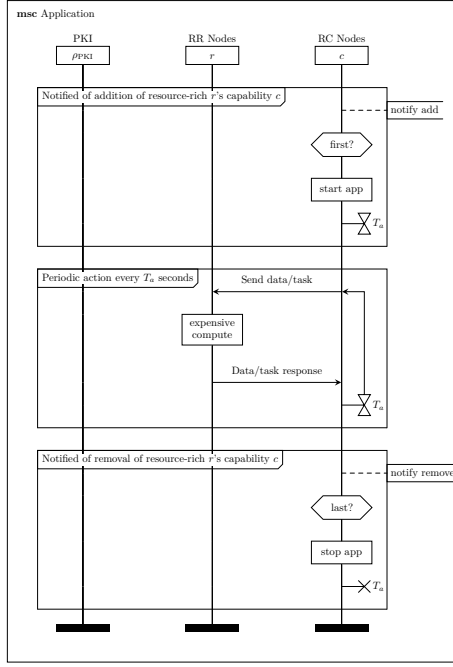 msc Application
PKI
RR Nodes
RC Nodes
ρPKI
r
c
Notified of addition of resource-rich r's capability c
notify add
first?
start app
Ta
Periodic action every Ta seconds
Send data/task
expensive
compute
Data/task response
Ta
Notified of removal of resource-rich r's capability c
notify remove
last?
stop app
Ta